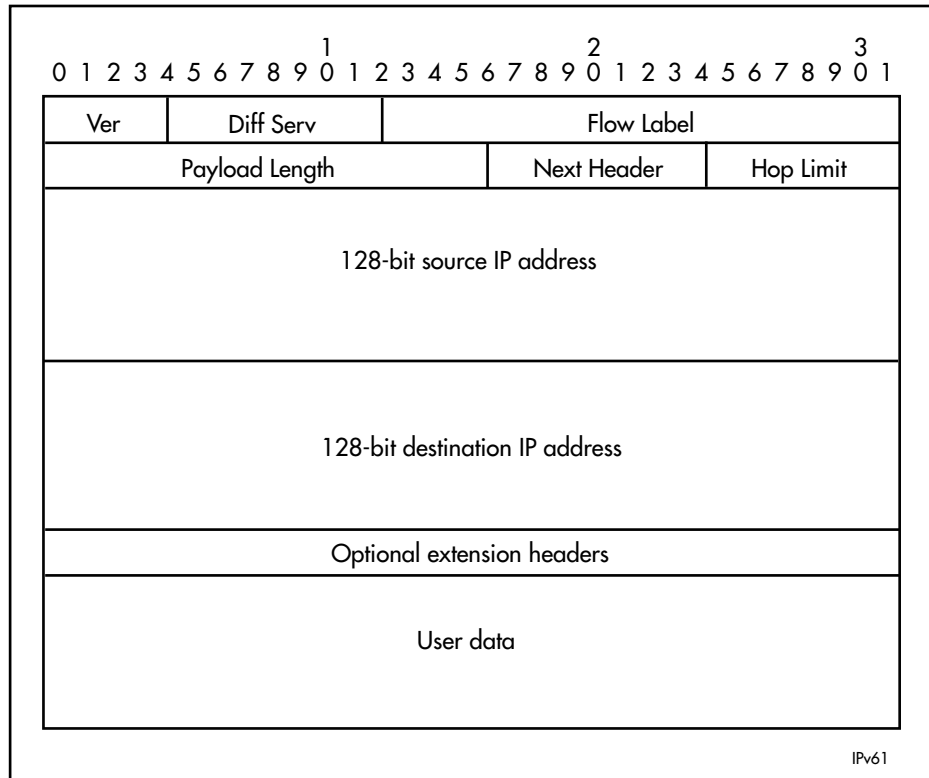 1 2 3
0 1 2 3 4 5 6 7 8 9 0 1 2 3 4 5 6 7 8 9 0 1 2 3 4 5 6 7 8 9 0 1
Ver Diff Serv Flow Label
Payload Length Next Header Hop Limit
128-bit source IP address
128-bit destination IP address
Optional extension headers
User data
IPv61